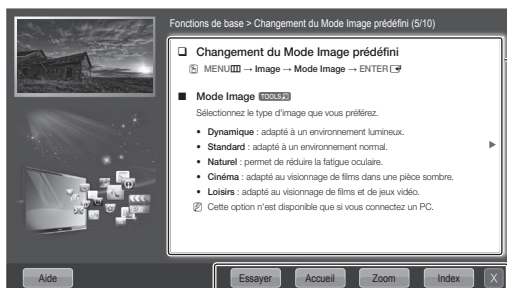 Fonctions de base > Changement du Mode Image prédéfini (5/10)
❑ Changement du Mode Image prédéfini
MENU → Image → Mode Image → ENTER
■ Mode Image TOOLS
Sélectionnez le type d'image que vous préférez.
• Dynamique : adapté à un environnement lumineux.
• Standard : adapté à un environnement normal.
• Naturel : permet de réduire la fatigue oculaire.
• Cinéma : adapté au visionnage de films dans une pièce sombre.
• Loisirs : adapté au visionnage de films et de jeux vidéo.
Cette option n'est disponible que si vous connectez un PC.
Aide Essayer Accueil Zoom Index X